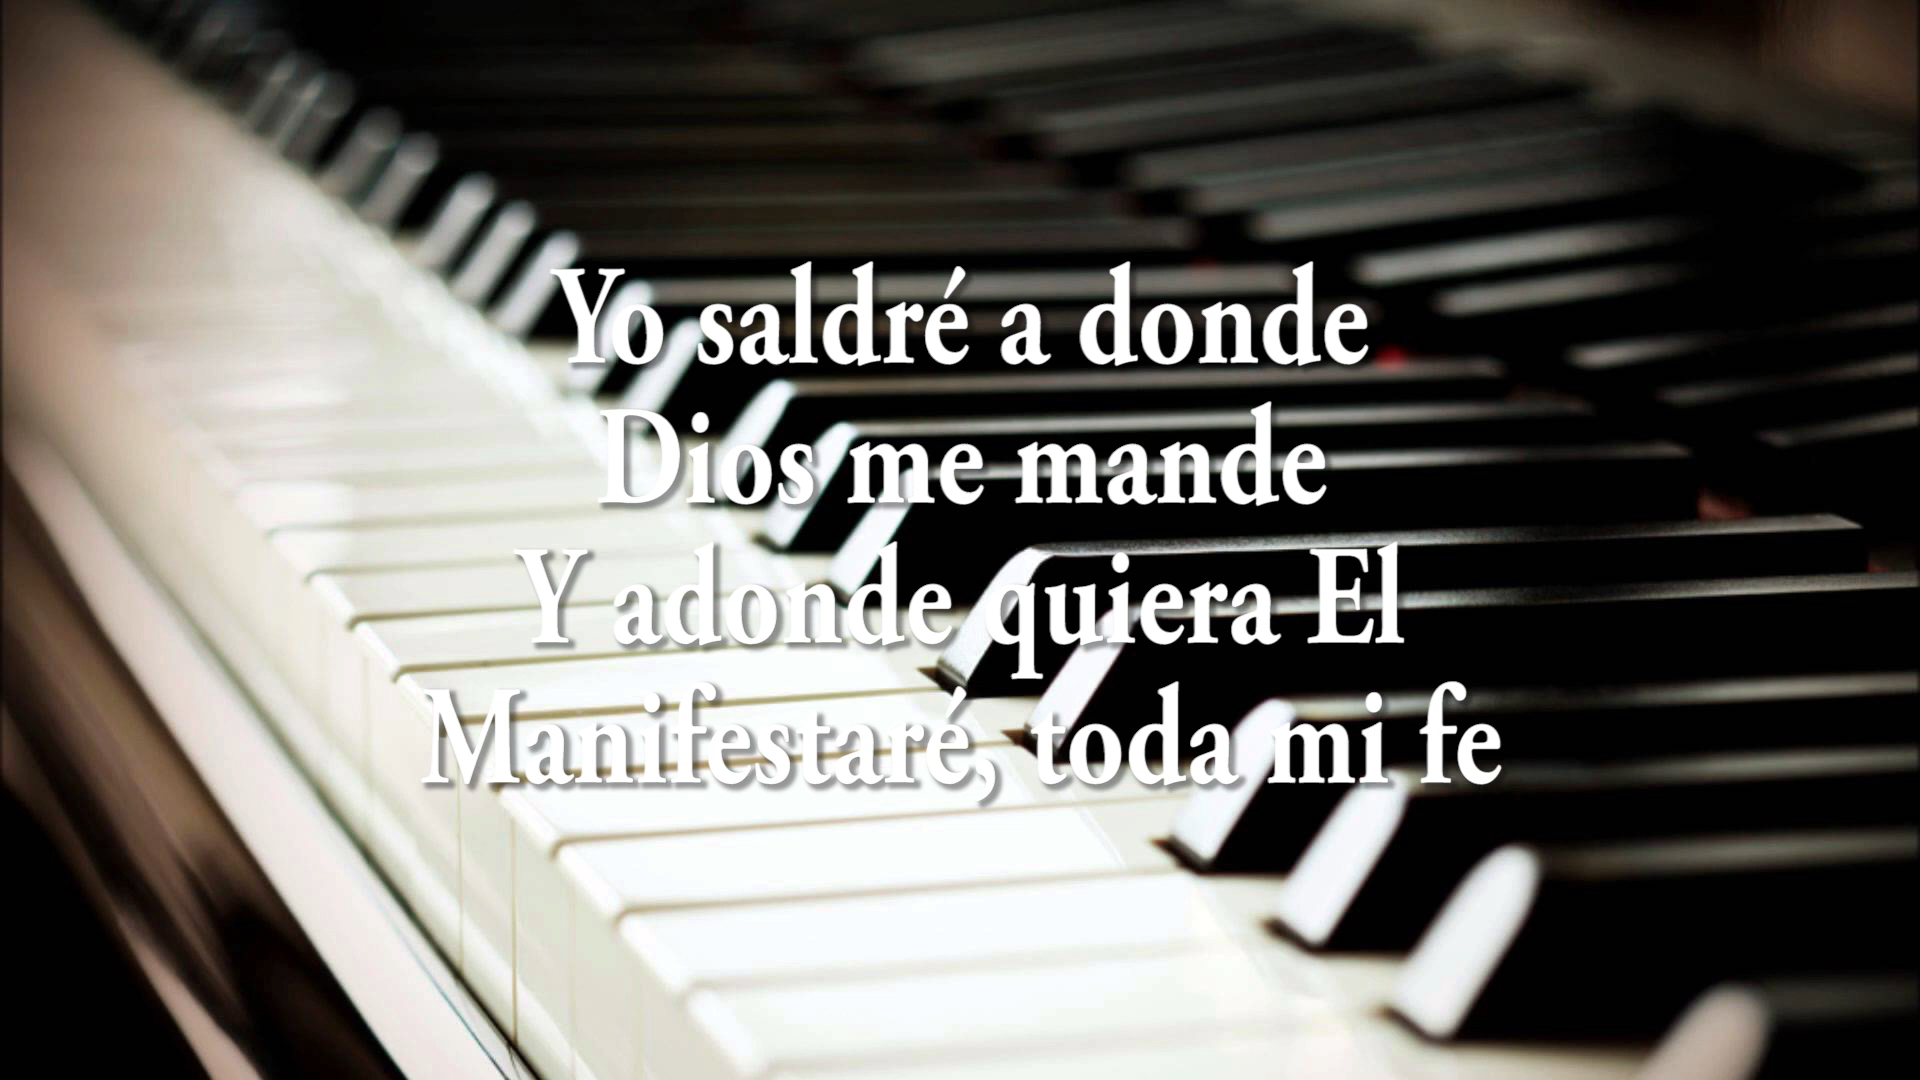 Yo saldré a donde
Dios me mande
Y adonde quiera El
Manifestaré, toda mi fe